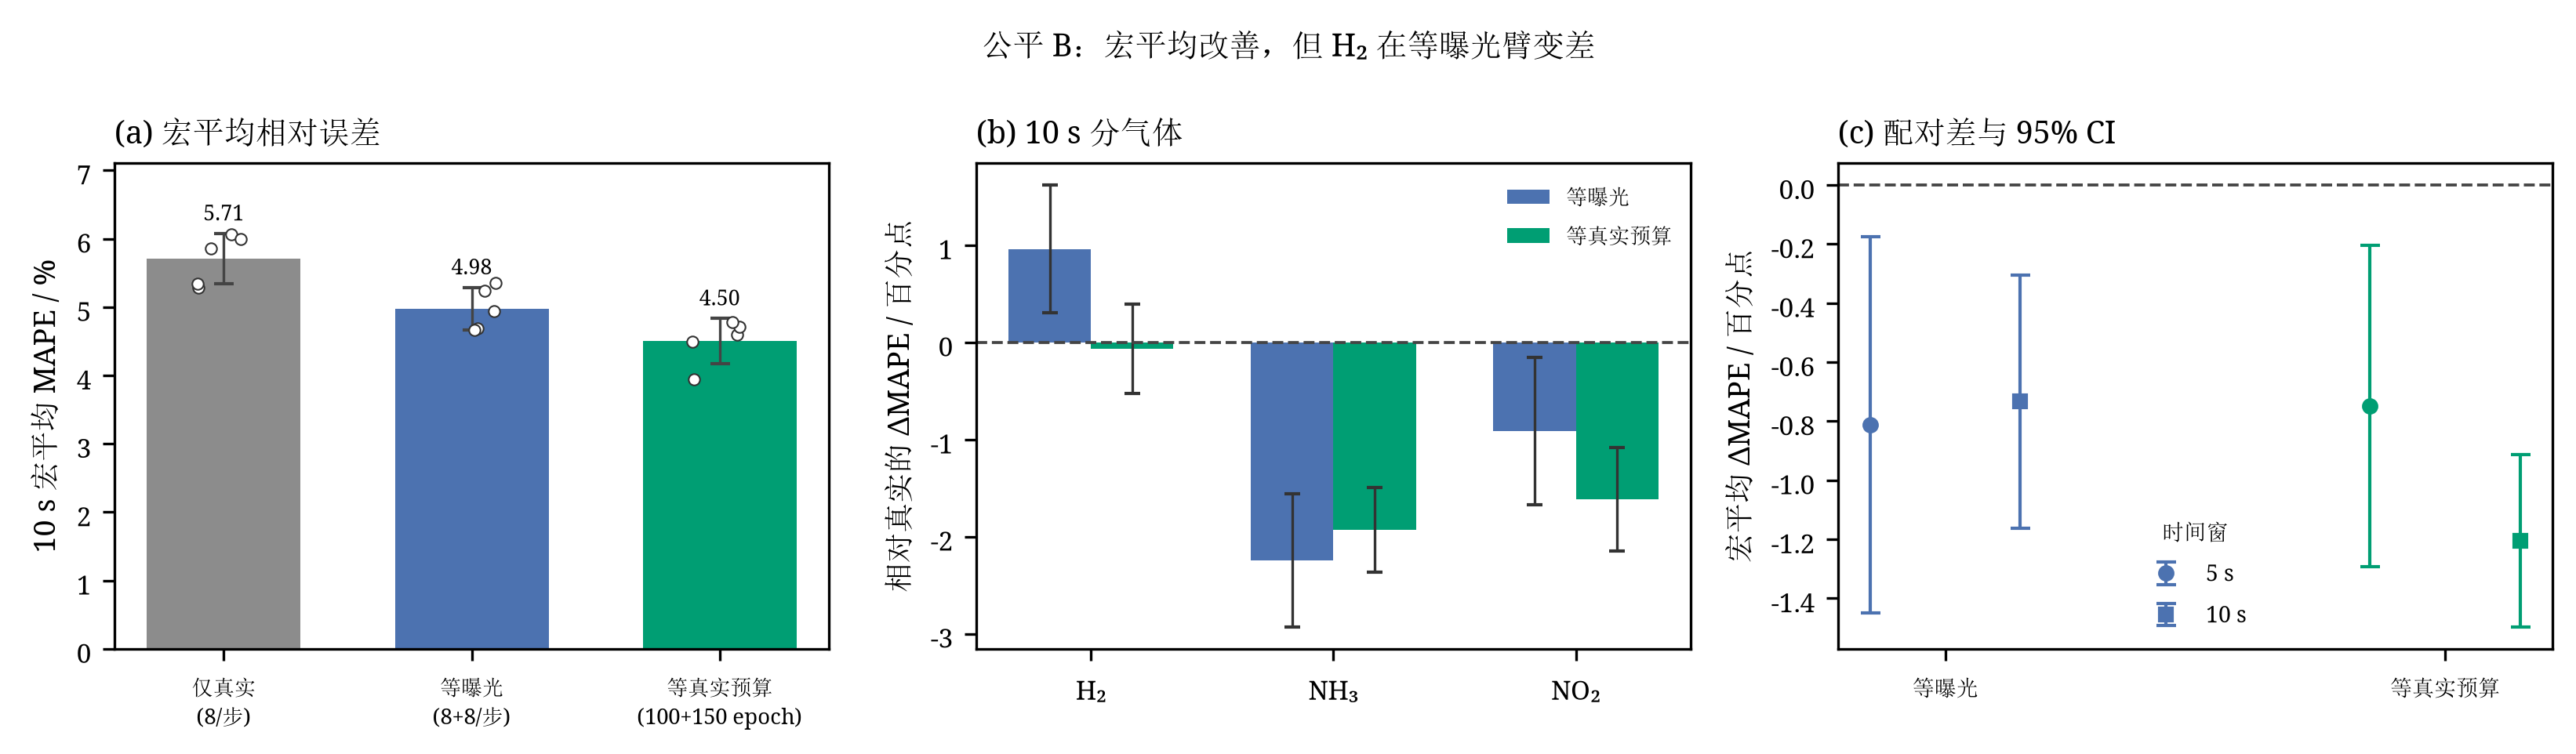 公平 B：宏平均改善，但 H₂ 在等曝光臂变差
(a) 宏平均相对误差
10 s 宏平均 MAPE / %
7
6
5
4
3
2
1
0
5.71
4.98
4.50
仅真实
(8/步)
等曝光
(8+8/步)
等真实预算
(100+150 epoch)
(b) 10 s 分气体
相对真实的 ΔMAPE / 百分点
1
0
-1
-2
-3
等曝光
等真实预算
H₂
NH₃
NO₂
(c) 配对差与 95% CI
宏平均 ΔMAPE / 百分点
0.0
-0.2
-0.4
-0.6
-0.8
-1.0
-1.2
-1.4
时间窗
5 s
10 s
等曝光
等真实预算